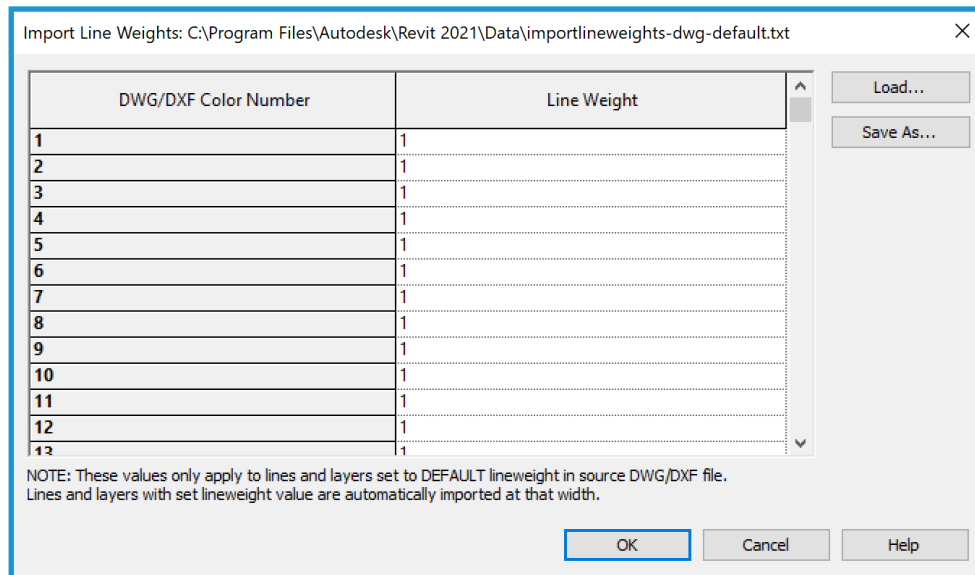 Import Line Weights: C:\Program Files\Autodesk\Revit 2021\Data\importlineweights-dwg-default.txt
DWG/DXF Color Number Line Weight Load...
Save As...
1 1
2 1
3 1
4 1
5 1
6 1
7 1
8 1
9 1
10 1
11 1
12 1
13 1
NOTE: These values only apply to lines and layers set to DEFAULT lineweight in source DWG/DXF file.
Lines and layers with set lineweight value are automatically imported at that width.
OK Cancel Help